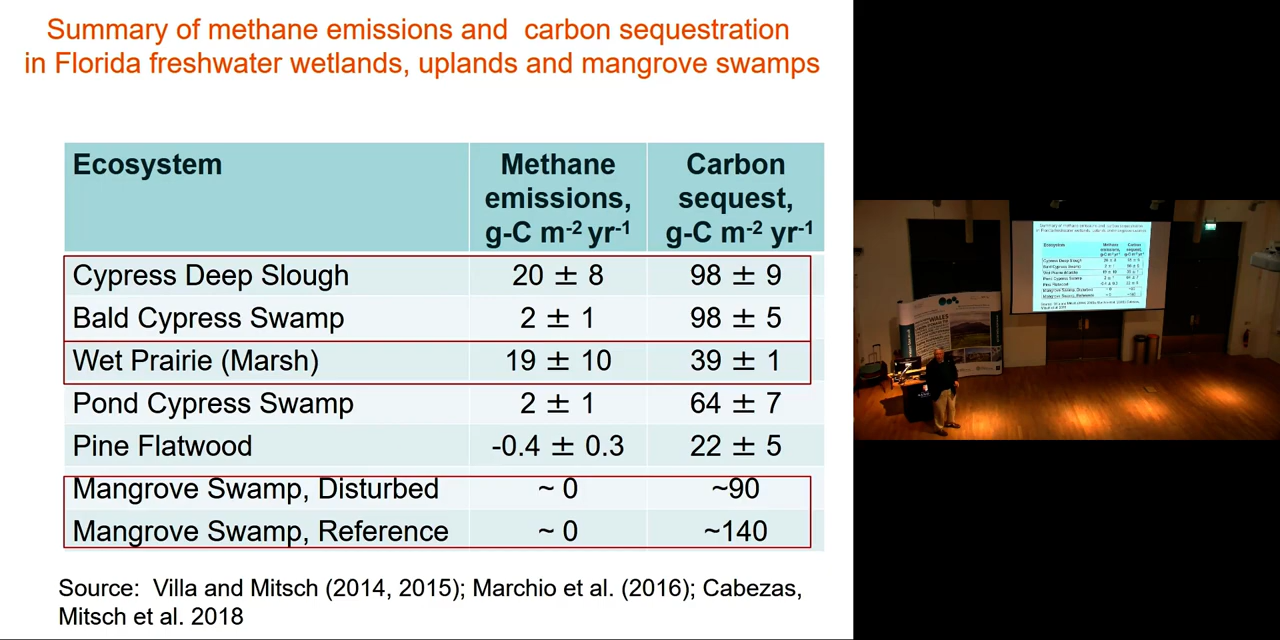 Summary of methane emissions and carbon sequestration
in Florida freshwater wetlands, uplands and mangrove swamps
Ecosystem
Methane
emissions,
g-C m-2 yr-1
Carbon
sequest,
g-C m-2 yr-1
Cypress Deep Slough 20 ± 8 98 ± 9
Bald Cypress Swamp 2 ± 1 98 ± 5
Wet Prairie (Marsh) 19 ± 10 39 ± 1
Pond Cypress Swamp 2 ± 1 64 ± 7
Pine Flatwood -0.4 ± 0.3 22 ± 5
Mangrove Swamp, Disturbed ~ 0 ~90
Mangrove Swamp, Reference ~ 0 ~140
Source: Villa and Mitsch (2014, 2015); Marchio et al. (2016); Cabezas,
Mitsch et al. 2018
WALES